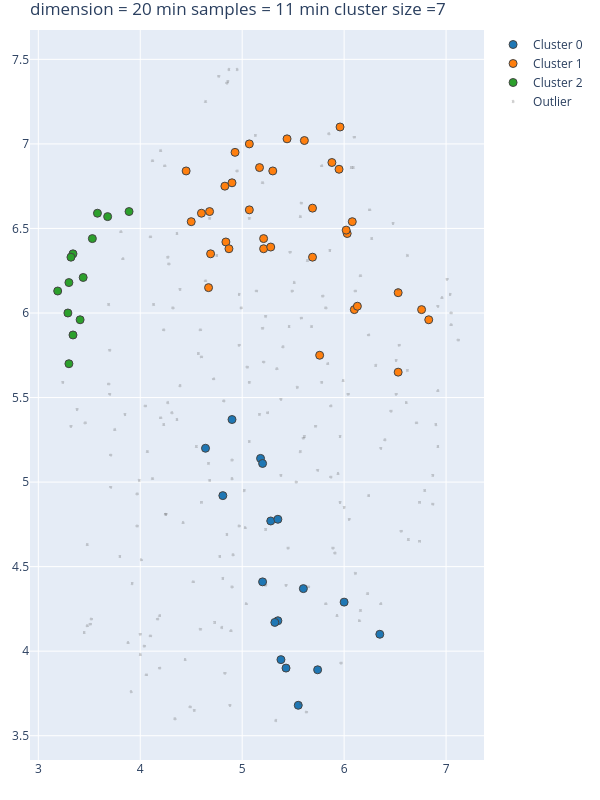 dimension = 20 min samples = 11 min cluster size =7
Cluster 0
Cluster 1
Cluster 2
Outlier
7.5
7
6.5
6
5.5
5
4.5
4
3.5
3 4 5 6 7